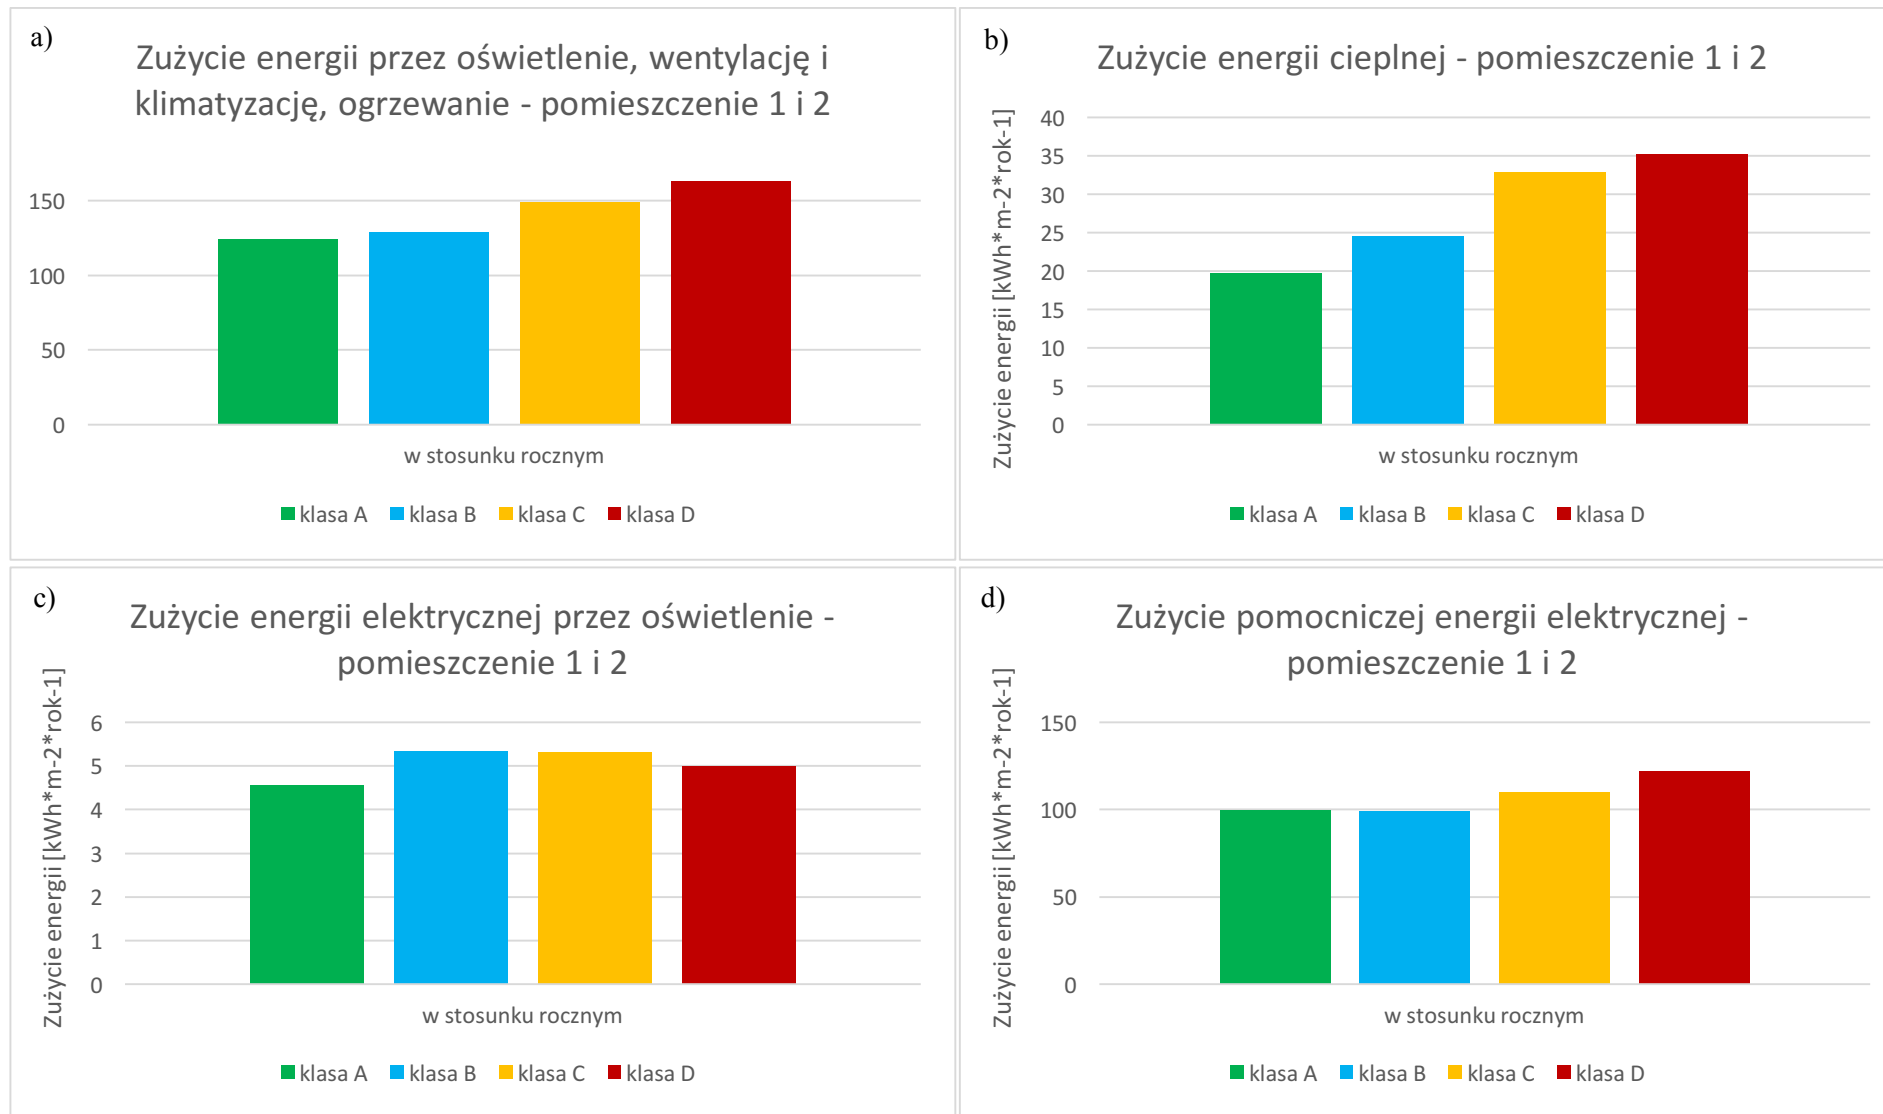 a)
Zużycie energii przez oświetlenie, wentylację i
klimatyzację, ogrzewanie - pomieszczenie 1 i 2
150
100
50
0
w stosunku rocznym
klasa A klasa B klasa C klasa D
b)
Zużycie energii cieplnej - pomieszczenie 1 i 2
Zużycie energii [kWh*m-2*rok-1]
40
35
30
25
20
15
10
5
0
w stosunku rocznym
klasa A klasa B klasa C klasa D
c)
Zużycie energii elektrycznej przez oświetlenie -
pomieszczenie 1 i 2
Zużycie energii [kWh*m-2*rok-1]
6
5
4
3
2
1
0
w stosunku rocznym
klasa A klasa B klasa C klasa D
d)
Zużycie pomocniczej energii elektrycznej -
pomieszczenie 1 i 2
Zużycie energii [kWh*m-2*rok-1]
150
100
50
0
w stosunku rocznym
klasa A klasa B klasa C klasa D